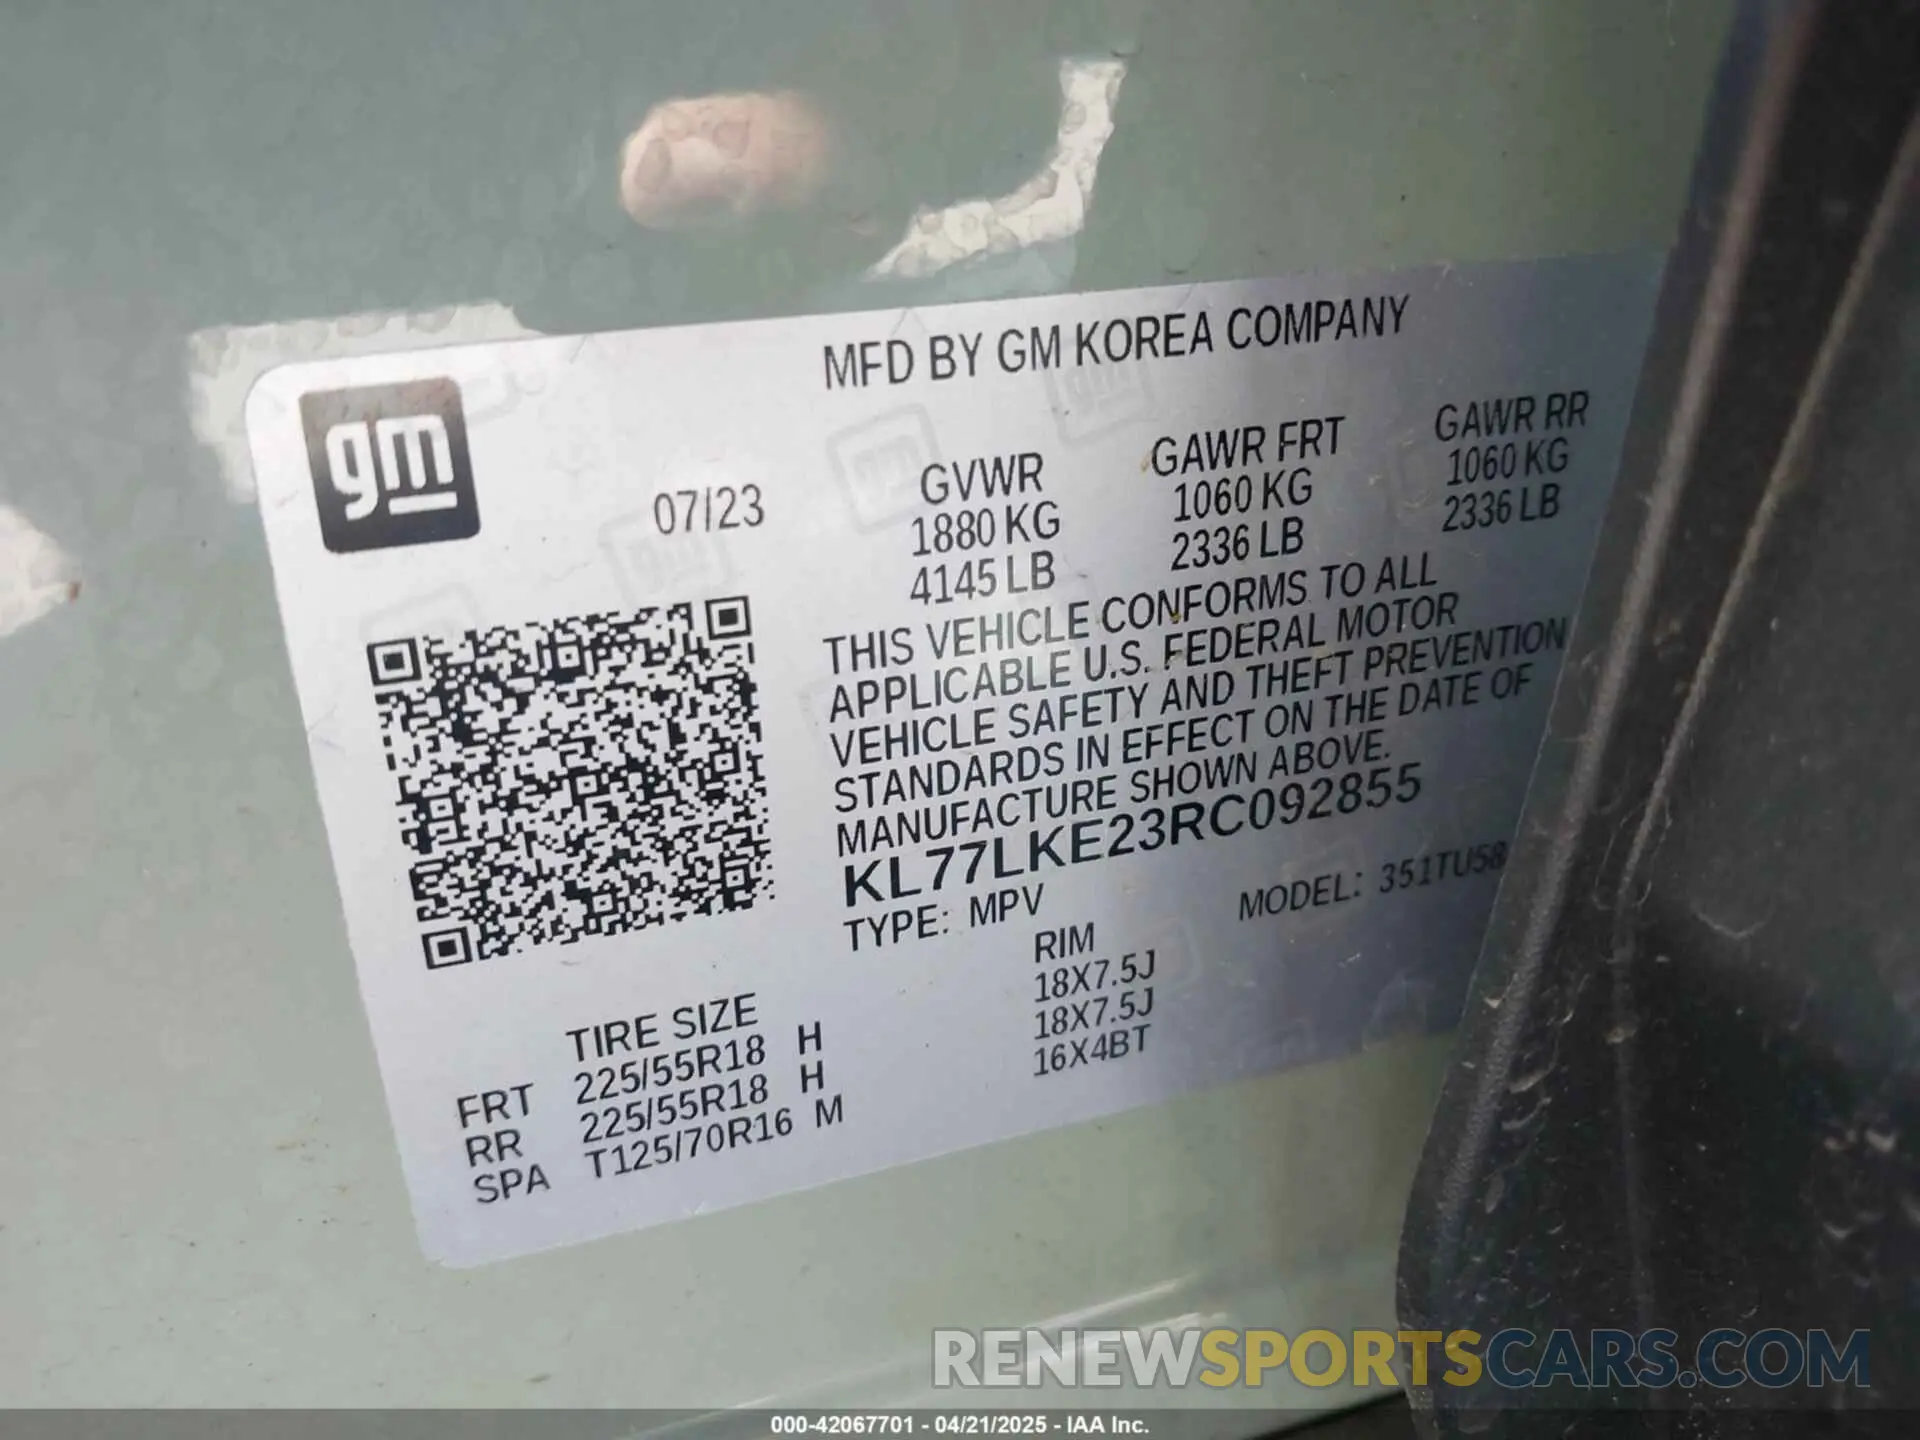 MFD BY GM KOREA COMPANY
gm
07/23
GVWR GAWR FRT GAWR RR
1880 KG 1060 KG 1060 KG
4145 LB 2336 LB 2336 LB
THIS VEHICLE CONFORMS TO ALL
APPLICABLE U.S. FEDERAL MOTOR
VEHICLE SAFETY AND THEFT PREVENTION
STANDARDS IN EFFECT ON THE DATE OF
MANUFACTURE SHOWN ABOVE.
KL77LKE23RC092855
TYPE: MPV MODEL: 351TU58
TIRE SIZE RIM
FRT 225/55R18 H 18X7.5J
RR 225/55R18 H 18X7.5J
SPA T125/70R16 M 16X4BT
RENEWSPORTSCARS.COM
000-42067701 - 04/21/2025 - IAA Inc.